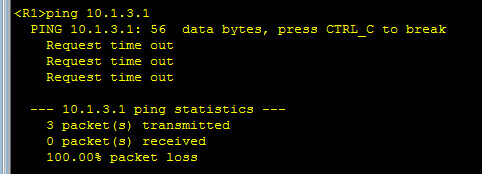 <R1>ping 10.1.3.1
PING 10.1.3.1: 56  data bytes, press CTRL_C to break
Request time out
Request time out
Request time out
--- 10.1.3.1 ping statistics ---
3 packet(s) transmitted
0 packet(s) received
100.00% packet loss